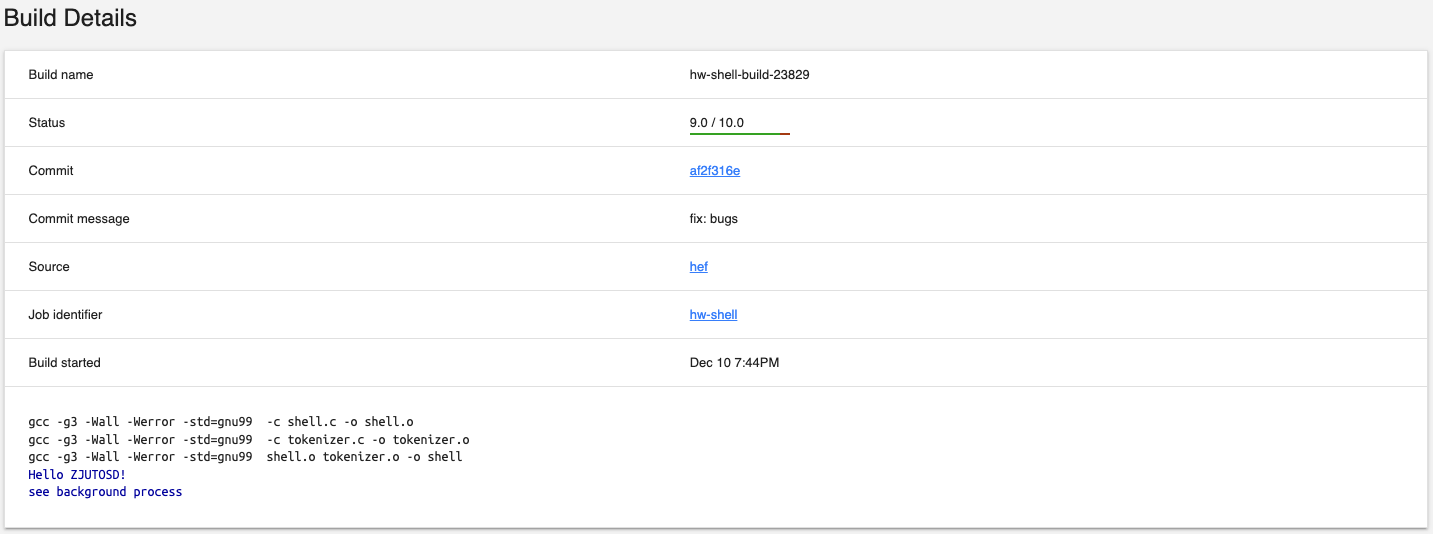 Build Details
Build name hw-shell-build-23829
Status 9.0 / 10.0
Commit af2f316e
Commit message fix: bugs
Source hef
Job identifier hw-shell
Build started Dec 10 7:44PM
gcc -g3 -Wall -Werror -std=gnu99  -c shell.c -o shell.o
gcc -g3 -Wall -Werror -std=gnu99  -c tokenizer.c -o tokenizer.o
gcc -g3 -Wall -Werror -std=gnu99  shell.o tokenizer.o -o shell
Hello ZJUTOSD!
see background process